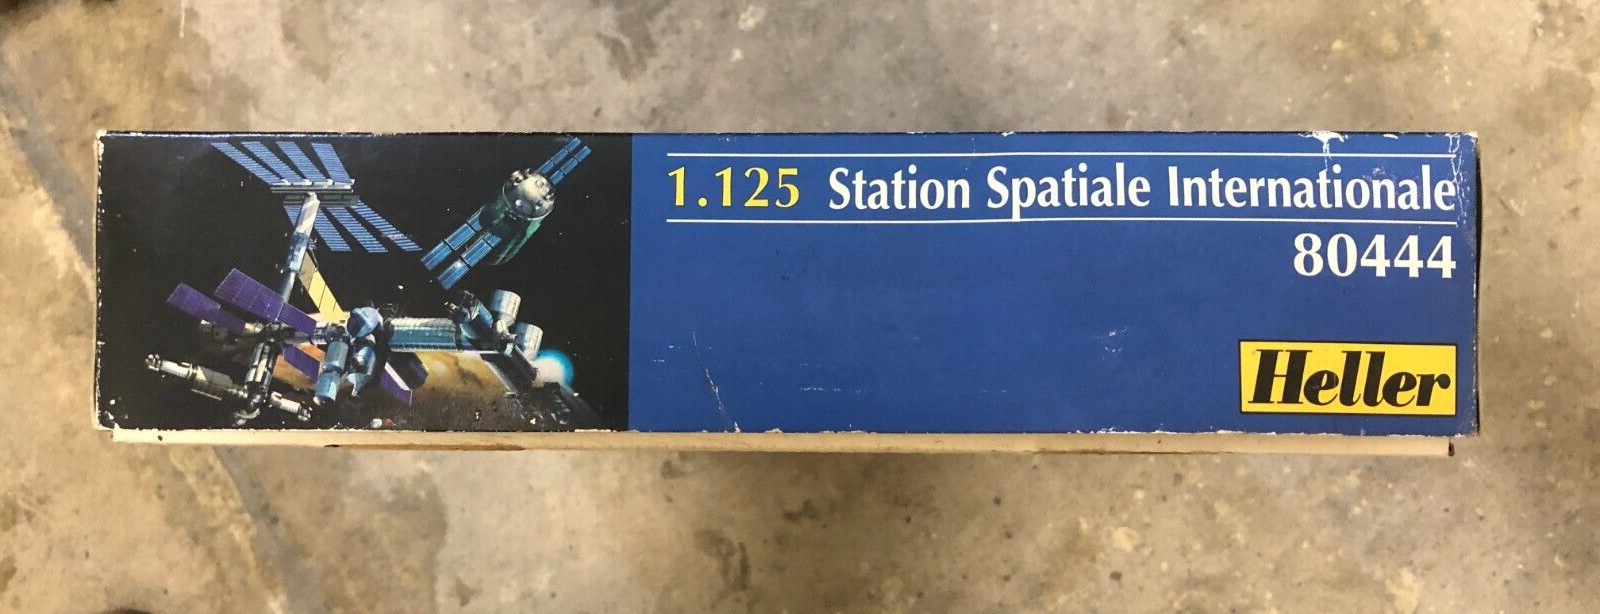 1.125 Station Spatiale Internationale
80444
Heller